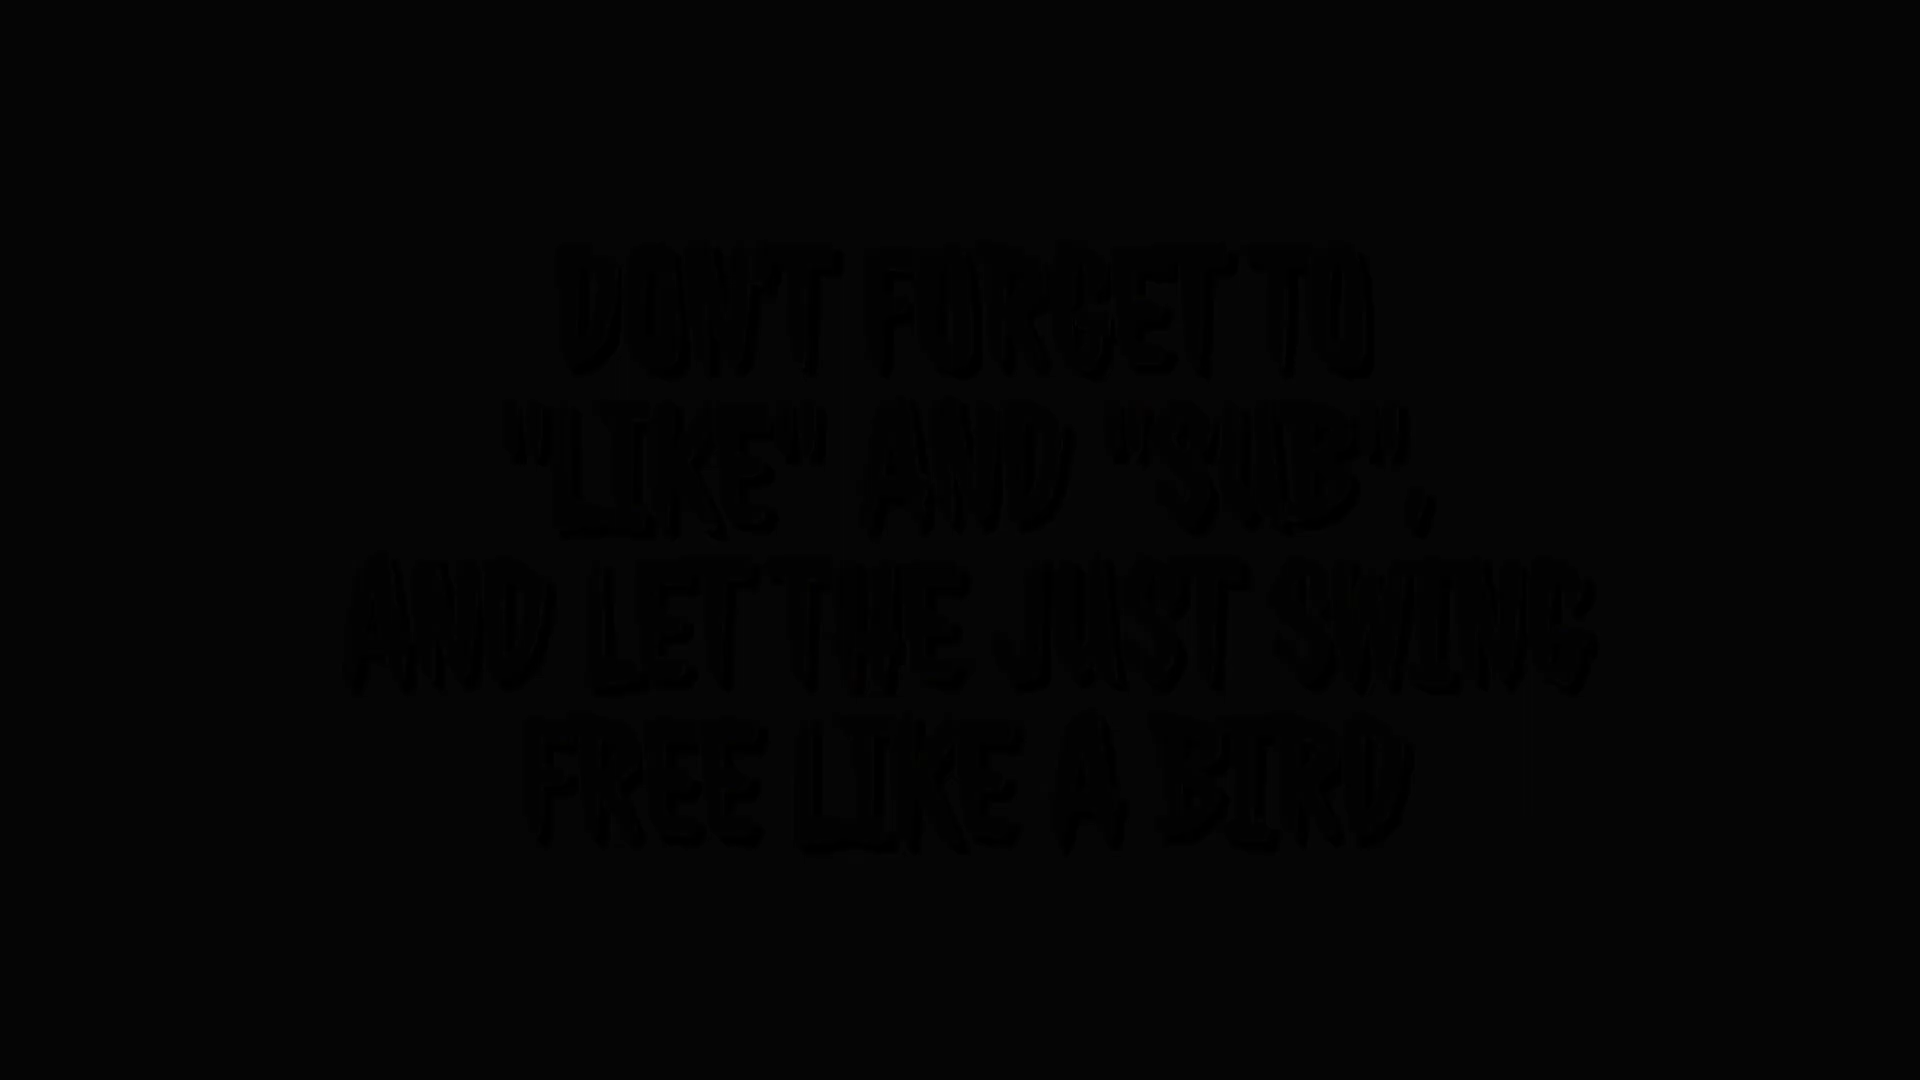 DON'T FORGET TO
"LIKE" AND "SUB",
AND LET THE JUST SWING
FREE LIKE A BIRD